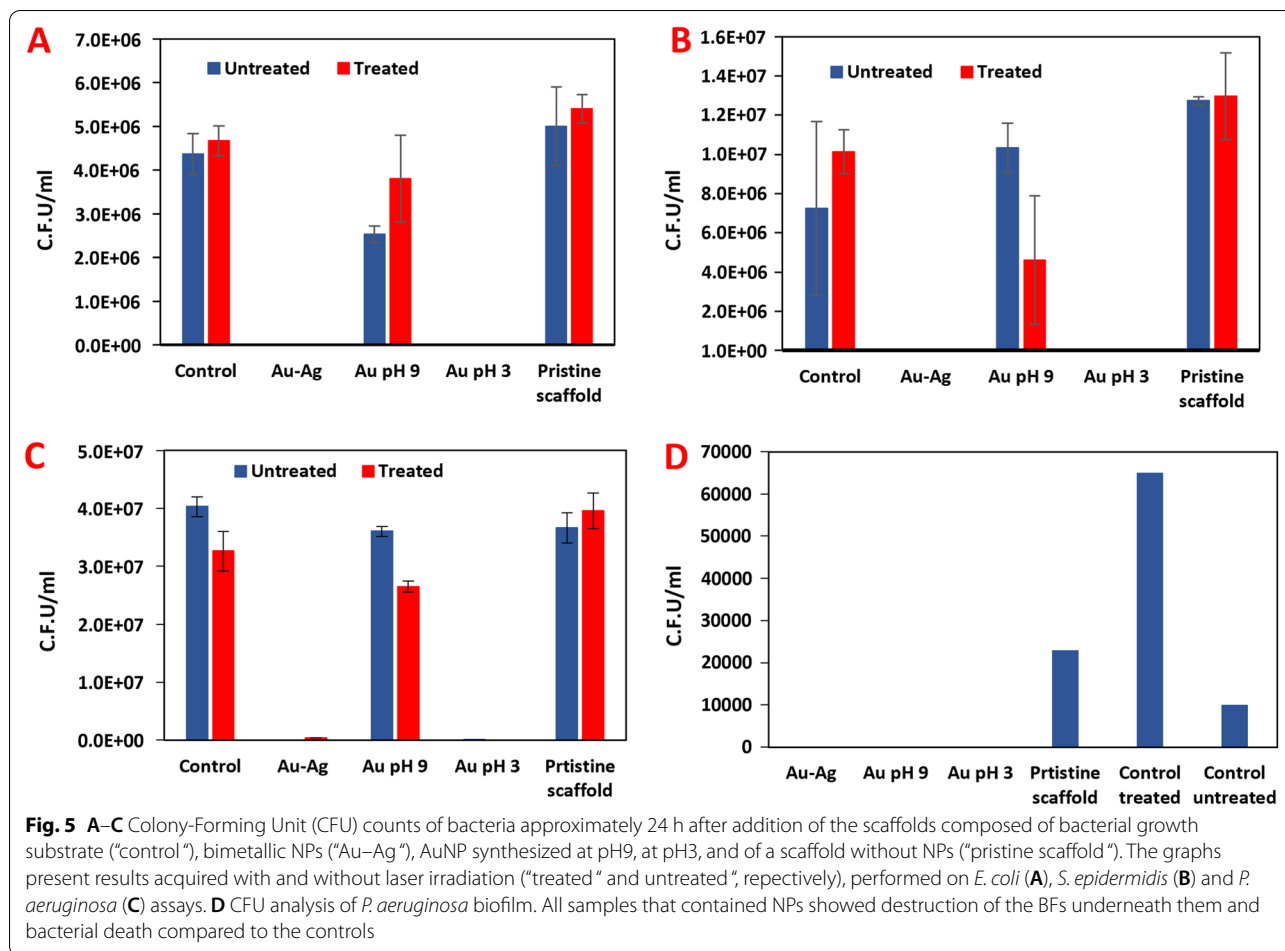 A
7.0E+06
6.0E+06
5.0E+06
4.0E+06
3.0E+06
2.0E+06
1.0E+06
0.0E+00
C.F.U/ml
Untreated Treated
Control Au-Ag Au pH 9 Au pH 3 Pristine
scaffold
B
1.6E+07
1.4E+07
1.2E+07
1.0E+07
8.0E+06
6.0E+06
4.0E+06
2.0E+06
1.0E+00
C.F.U/ml
Untreated Treated
Control Au-Ag Au pH 9 Au pH 3 Pristine
scaffold
C
5.0E+07
4.0E+07
3.0E+07
2.0E+07
1.0E+07
0.0E+00
C.F.U/ml
Untreated Treated
Control Au-Ag Au pH 9 Au pH 3 Prtistine
scaffold
D
70000
60000
50000
40000
30000
20000
10000
0
C.F.U/ml
Au-Ag Au pH 9 Au pH 3 Prtistine Control Control
scaffold treated untreated
Fig. 5 A–C Colony-Forming Unit (CFU) counts of bacteria approximately 24 h after addition of the scaffolds composed of bacterial growth
substrate (“control“), bimetallic NPs (“Au–Ag“), AuNP synthesized at pH9, at pH3, and of a scaffold without NPs (“pristine scaffold“). The graphs
present results acquired with and without laser irradiation (“treated“ and untreated“, repectively), performed on E. coli (A), S. epidermidis (B) and P.
aeruginosa (C) assays. D CFU analysis of P. aeruginosa biofilm. All samples that contained NPs showed destruction of the BFs underneath them and
bacterial death compared to the controls